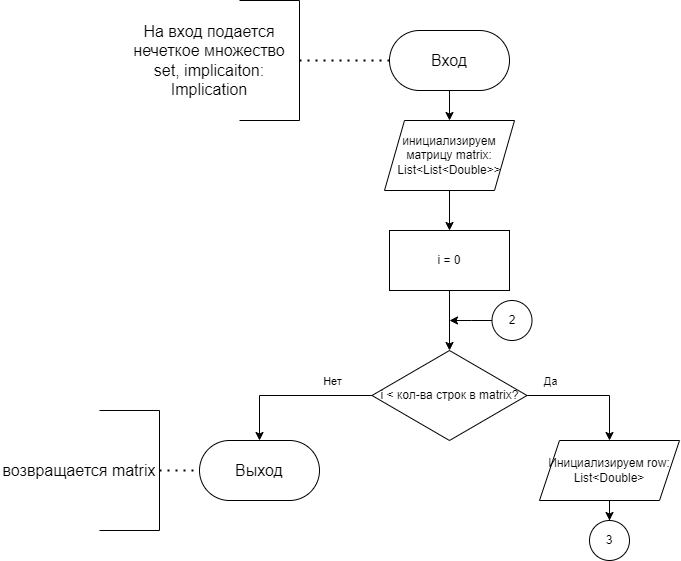 На вход подается
нечеткое множество
set, implicaiton:
Implication
Вход
инициализируем
матрицу matrix:
List<List<Double>>
i = 0
2
Нет
Да
i < кол-ва строк в matrix?
возвращается matrix
Выход
Инициализируем row:
List<Double>
3